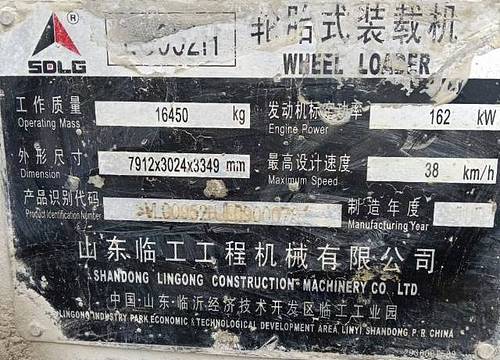 ® 轮胎式装载机
SDLG WHEEL LOADER
工作质量 16450 kg 发动机标定功率 162 kW
Operating Mass Engine Power
外形尺寸 7912x3024x3349 mm 最高设计速度 38 km/h
Dimension Maximum Speed
产品识别代码 制造年度
Product Identification Number Manufacturing Year
山东临工工程机械有限公司
SHANDONG LINGONG CONSTRUCTION MACHINERY CO. LTD.
中国·山东·临沂经济技术开发区临工工业园
LINGONG INDUSTRY PARK ECONOMIC & TECHNOLOGICAL DEVELOPMENT AREA LINYI SHANDONG P.R CHINA